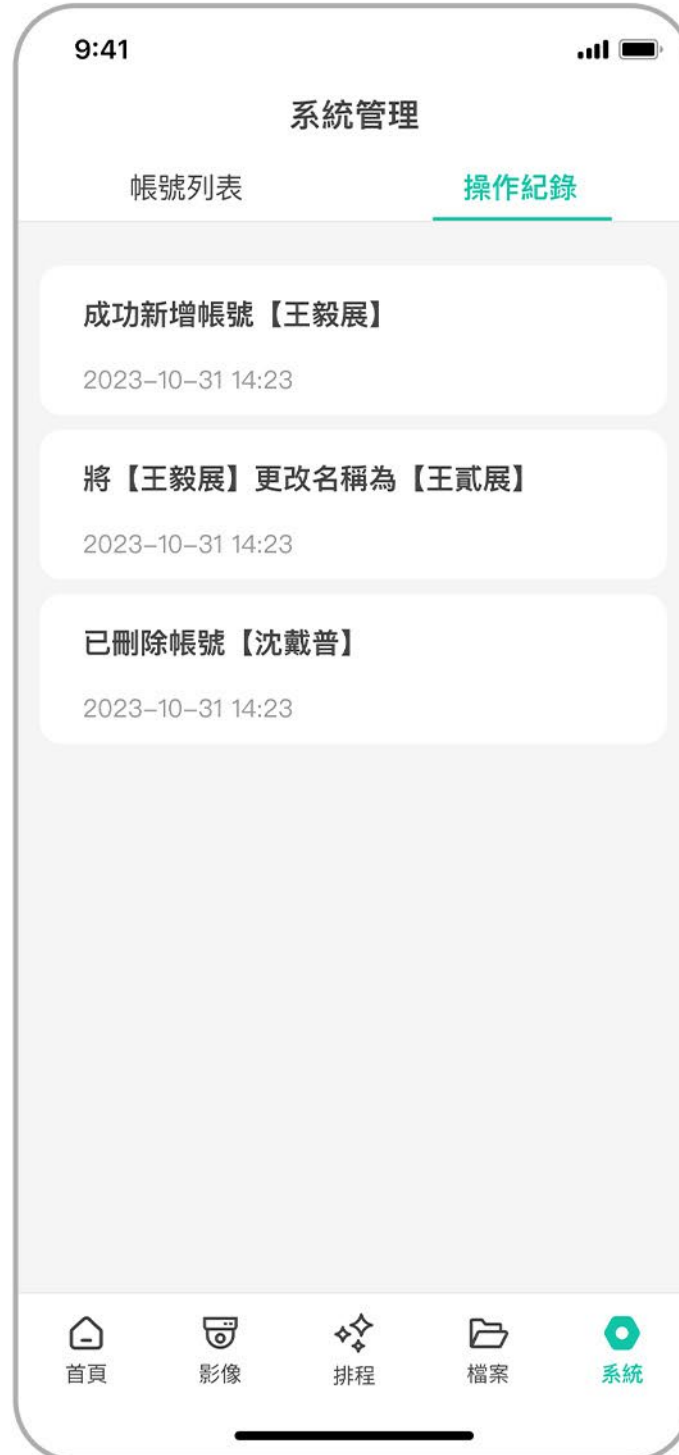 9:41
系統管理
帳號列表
操作紀錄
成功新增帳號【王毅展】
2023–10–31 14:23
將【王毅展】更改名稱為【王貳展】
2023–10–31 14:23
已刪除帳號【沈戴普】
2023–10–31 14:23
首頁
影像
排程
檔案
系統